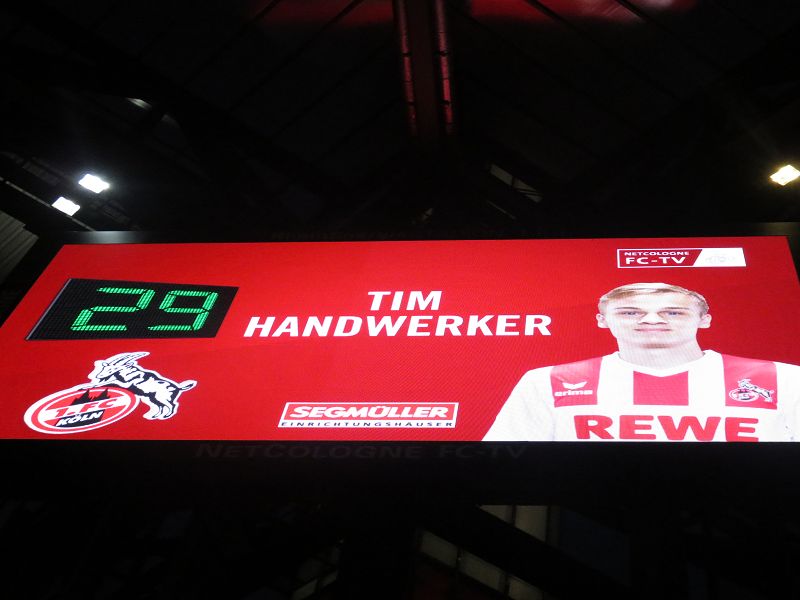 NETCOLOGNE
FC-TV
29
TIM
HANDWERKER
1.FC
KÖLN
SEGMÜLLER
EINRICHTUNGSHÄUSER
erima
REWE
NETCOLOGNE FC-TV